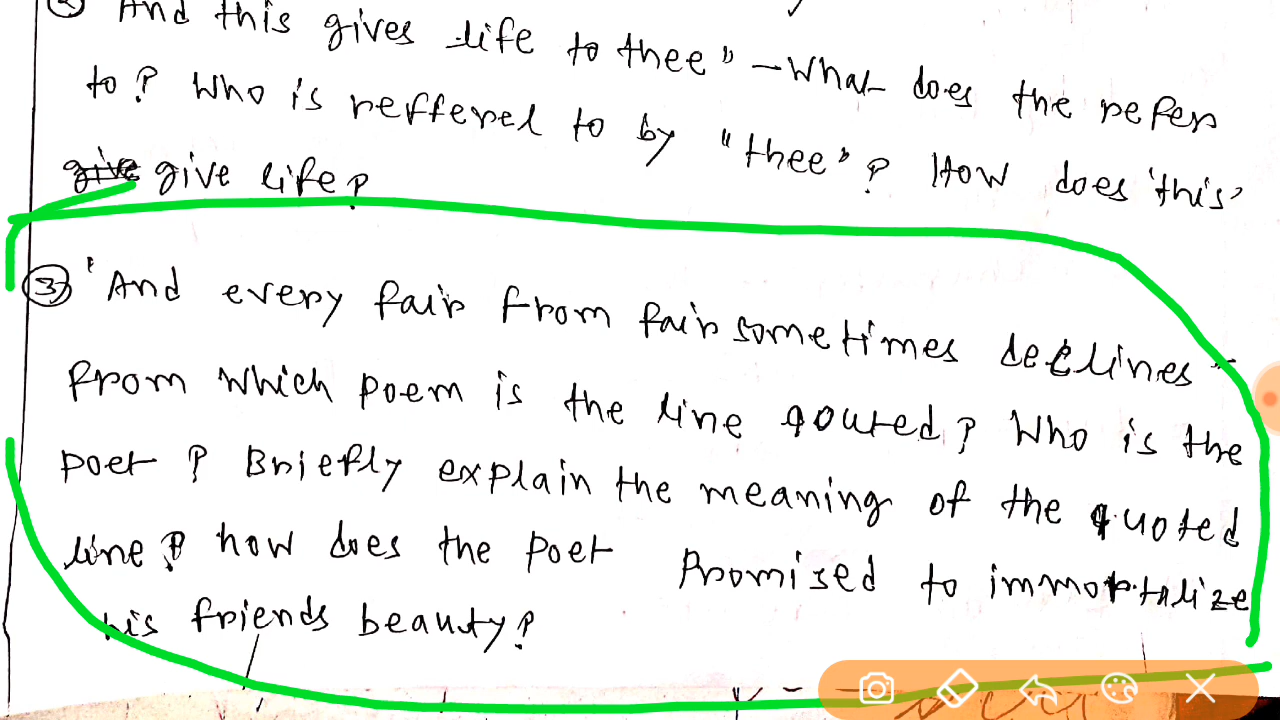 ② And this gives life to thee" – What does the refer
to? Who is reffered to by "thee"? How does 'this'
give life?
③ 'And every fair from fair sometimes declines –
From which poem is the line qouted? Who is the
poet? Briefly explain the meaning of the quoted
line? how does the poet Promised to immortalize
his friends beauty?